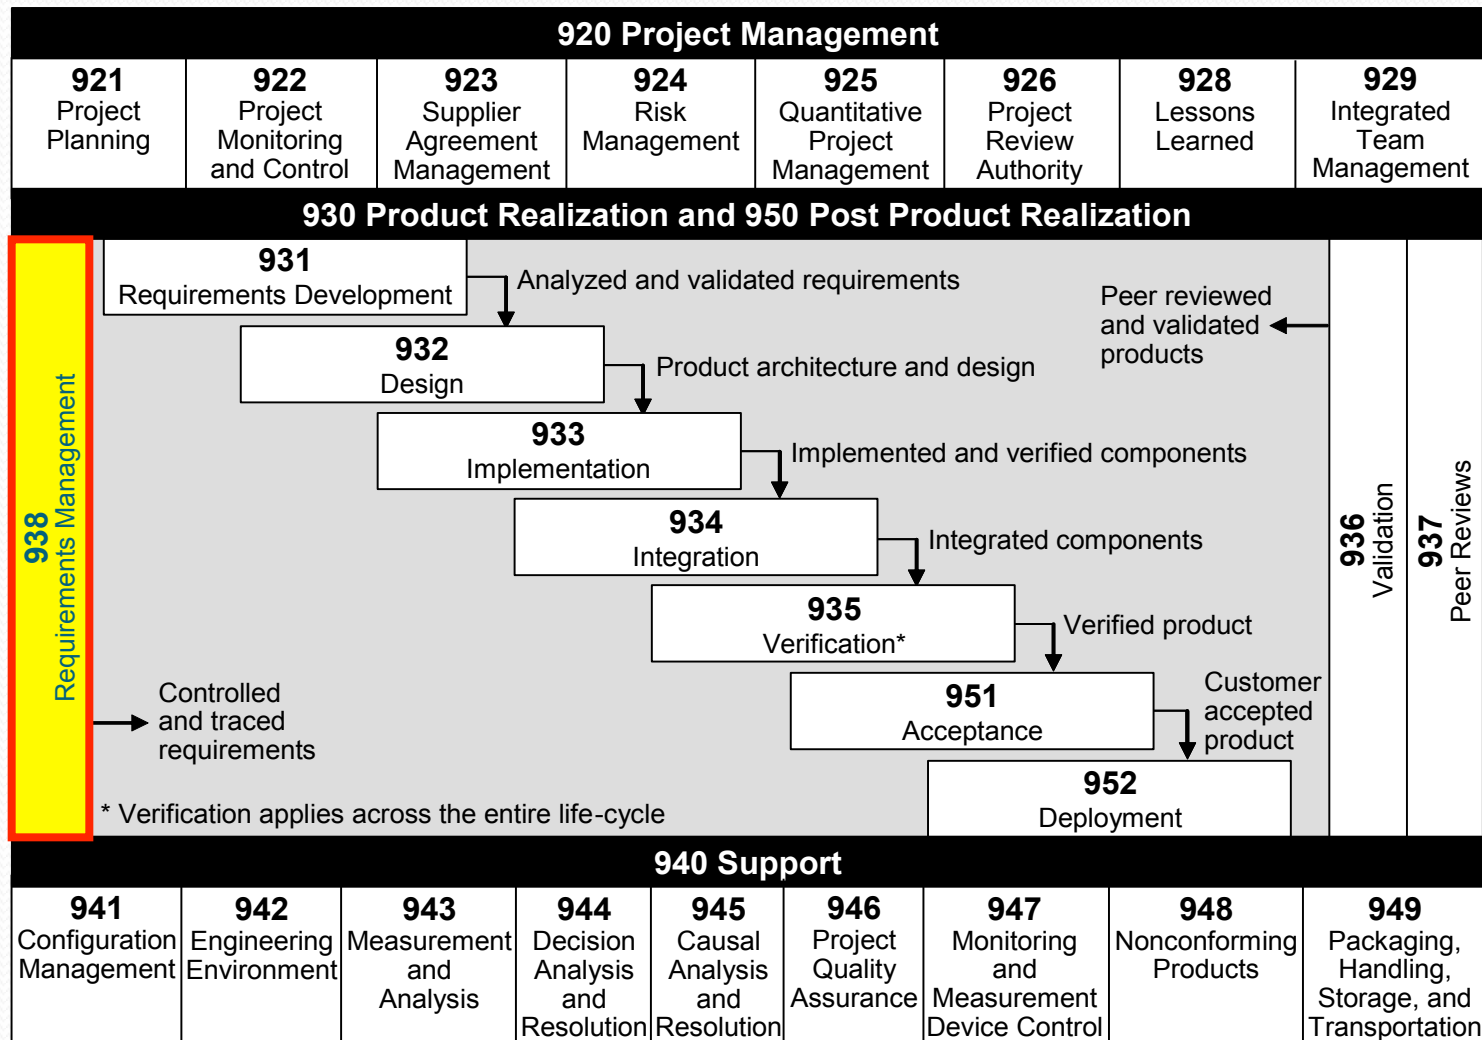 920 Project Management
921
Project
Planning
922
Project
Monitoring
and Control
923
Supplier
Agreement
Management
924
Risk
Management
925
Quantitative
Project
Management
926
Project
Review
Authority
928
Lessons
Learned
929
Integrated
Team
Management
930 Product Realization and 950 Post Product Realization
938
Requirements Management
931
Requirements Development
Analyzed and validated requirements
932
Design
Product architecture and design
933
Implementation
Implemented and verified components
934
Integration
Integrated components
935
Verification*
Verified product
951
Acceptance
Customer
accepted
product
952
Deployment
Controlled
and traced
requirements
* Verification applies across the entire life-cycle
Peer reviewed
and validated
products
936
Validation
937
Peer Reviews
940 Support
941
Configuration
Management
942
Engineering
Environment
943
Measurement
and
Analysis
944
Decision
Analysis
and
Resolution
945
Causal
Analysis
and
Resolution
946
Project
Quality
Assurance
947
Monitoring
and
Measurement
Device Control
948
Nonconforming
Products
949
Packaging,
Handling,
Storage, and
Transportation